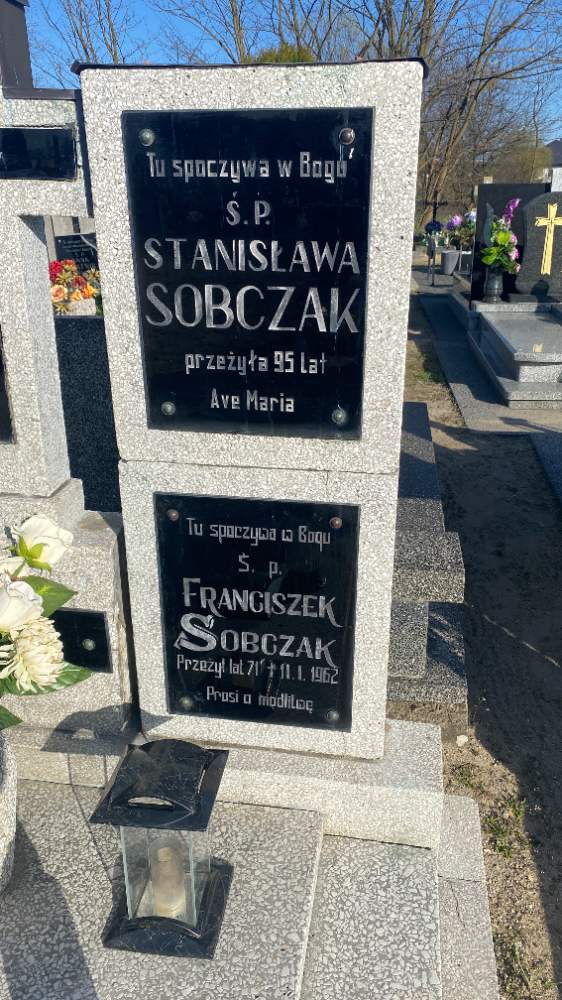 Tu spoczywa w Bogu
Ś.P.
STANISŁAWA
SOBCZAK
przeżyła 95 lat
Ave Maria
Tu spoczywa w Bogu
Ś. p.
FRANCISZEK
SOBCZAK
Przeżył lat 71 † 11. I. 1962
Prosi o modlitwę